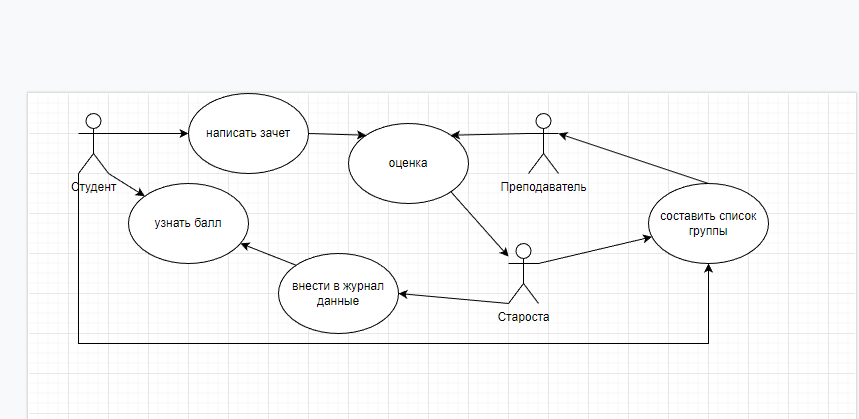 написать зачет
оценка
Студент
Преподаватель
узнать балл
составить список
группы
внести в журнал
данные
Староста